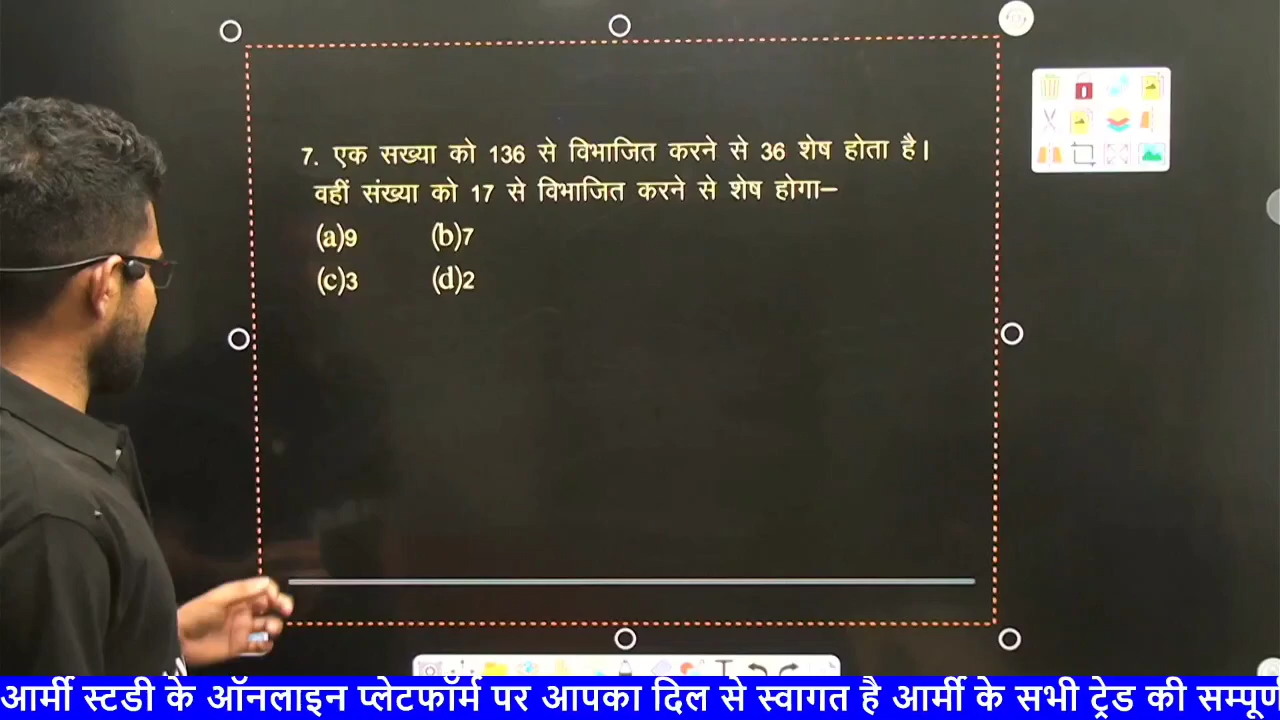 7. एक सख्या को 136 से विभाजित करने से 36 शेष होता है।
वहीं संख्या को 17 से विभाजित करने से शेष होगा–
(a)9 (b)7
(c)3 (d)2
आर्मी स्टडी के ऑनलाइन प्लेटफॉर्म पर आपका दिल से स्वागत है आर्मी के सभी ट्रेड की सम्पूर्ण